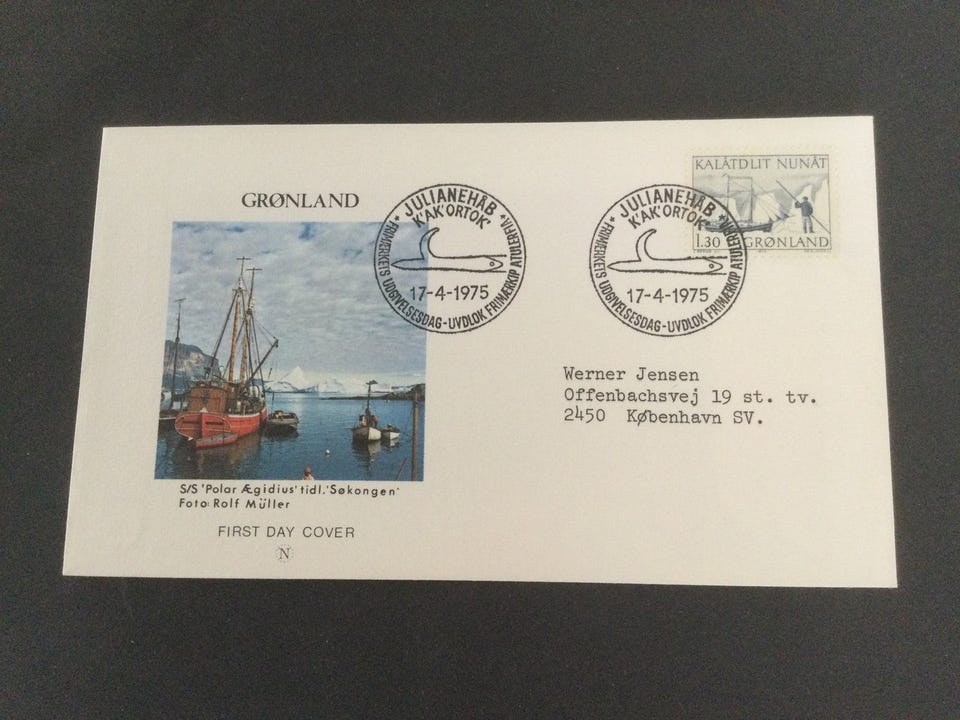 GRØNLAND
JULIANEHÅB
K'AK'ORTOK'
17-4-1975
FRIMÆRKETS UDGIVELSESDAG-UVDLOK FRIMÆRKIP ATULERFIA
JULIANEHÅB
K'AK'ORTOK'
17-4-1975
FRIMÆRKETS UDGIVELSESDAG-UVDLOK FRIMÆRKIP ATULERFIA
KALÂTDLIT NUNÂT
1.30 GRØNLAND
Werner Jensen
Offenbachsvej 19 st. tv.
2450 København SV.
S/S 'Polar Ægidius' tidl. 'Søkongen'
Foto: Rolf Müller
FIRST DAY COVER
N